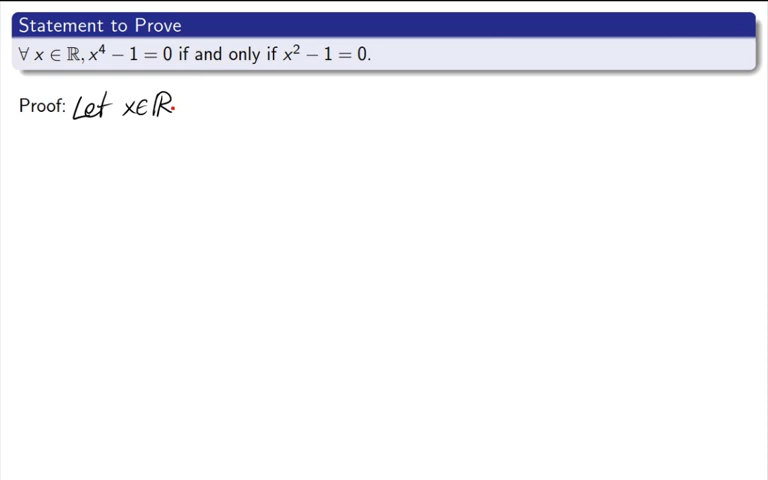 Statement to Prove
∀ x ∈ ℝ, x⁴ − 1 = 0 if and only if x² − 1 = 0.
Proof: Let x∈ℝ.